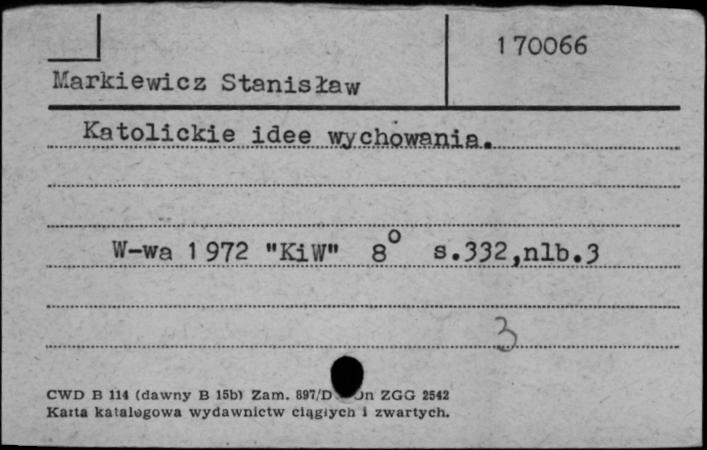 170066
Markiewicz Stanisław
Katolickie idee wychowania.
W-wa 1972 "KiW" 8° s.332,nlb.3
3
CWD B 114 (dawny B 15b) Zam. 897/D ZGG 2542
Karta katalogowa wydawnictw ciągłych i zwartych.